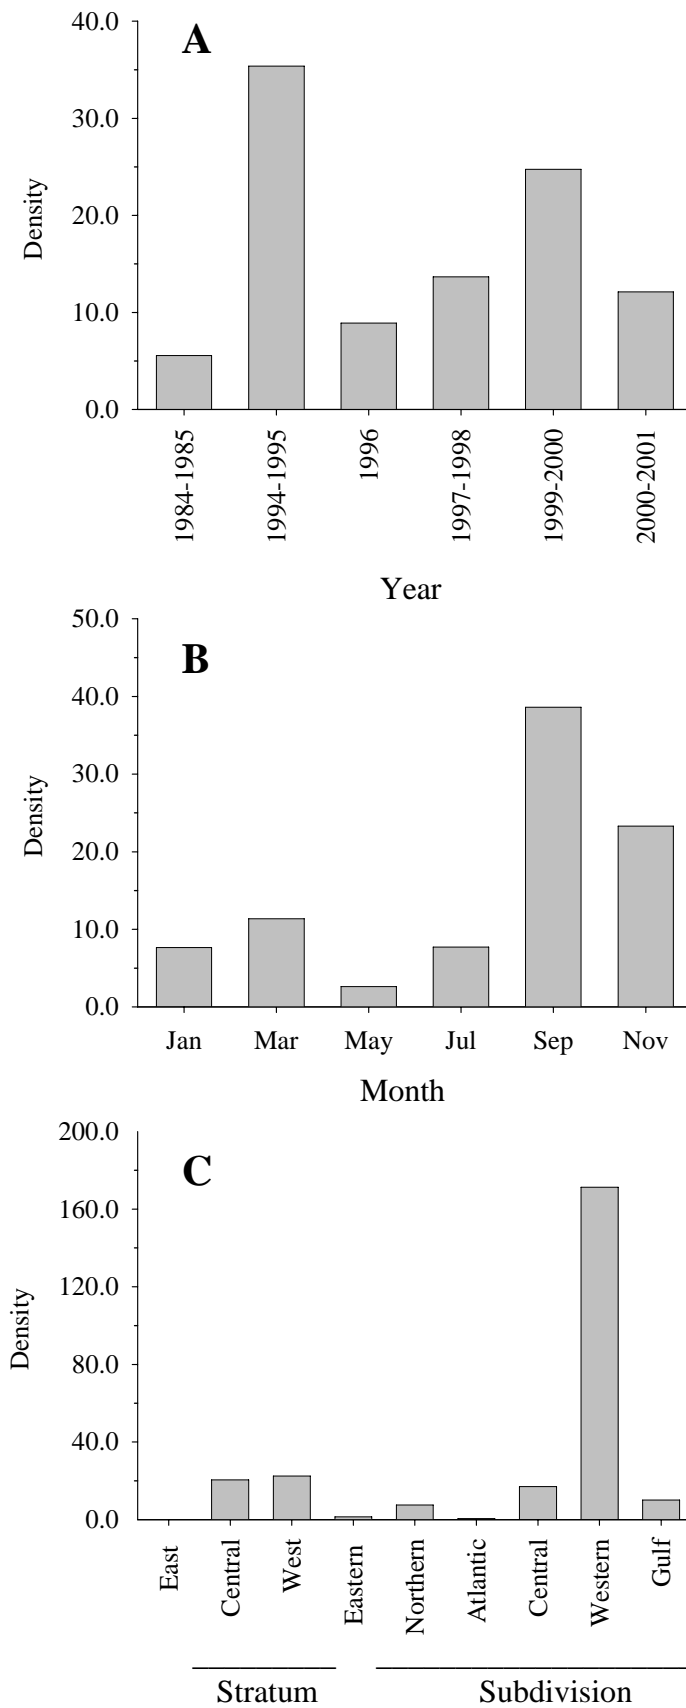 A
40.0
30.0
20.0
10.0
0.0
Density
1984-1985
1994-1995
1996
1997-1998
1999-2000
2000-2001
Year
B
50.0
40.0
30.0
20.0
10.0
0.0
Density
Jan Mar May Jul Sep Nov
Month
C
200.0
160.0
120.0
80.0
40.0
0.0
Density
East
Central
West
Eastern
Northern
Atlantic
Central
Western
Gulf
Stratum Subdivision